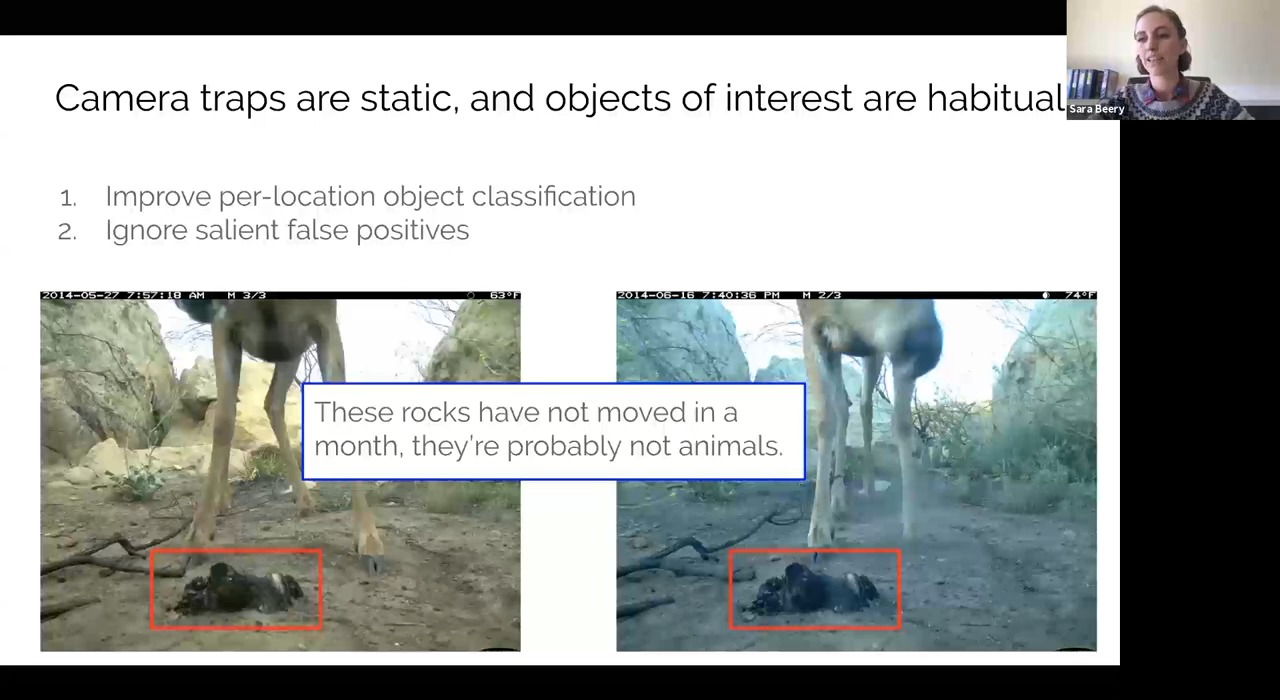 Camera traps are static, and objects of interest are habitual
Sara Beery
1. Improve per-location object classification
2. Ignore salient false positives
2014-05-27 7:57:18 AM M 3/3 63°F
2014-06-16 7:40:36 PM M 2/3 74°F
These rocks have not moved in a
month, they're probably not animals.